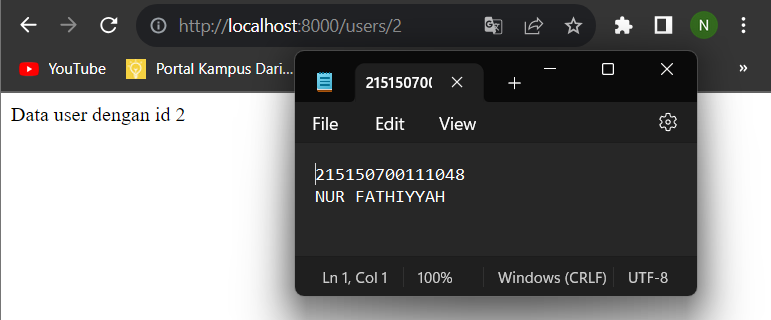 http://localhost:8000/users/2
N
YouTube
Portal Kampus Dari...
»
Data user dengan id 2
215150700
File Edit View
215150700111048
NUR FATHIYYAH
Ln 1, Col 1 100% Windows (CRLF) UTF-8